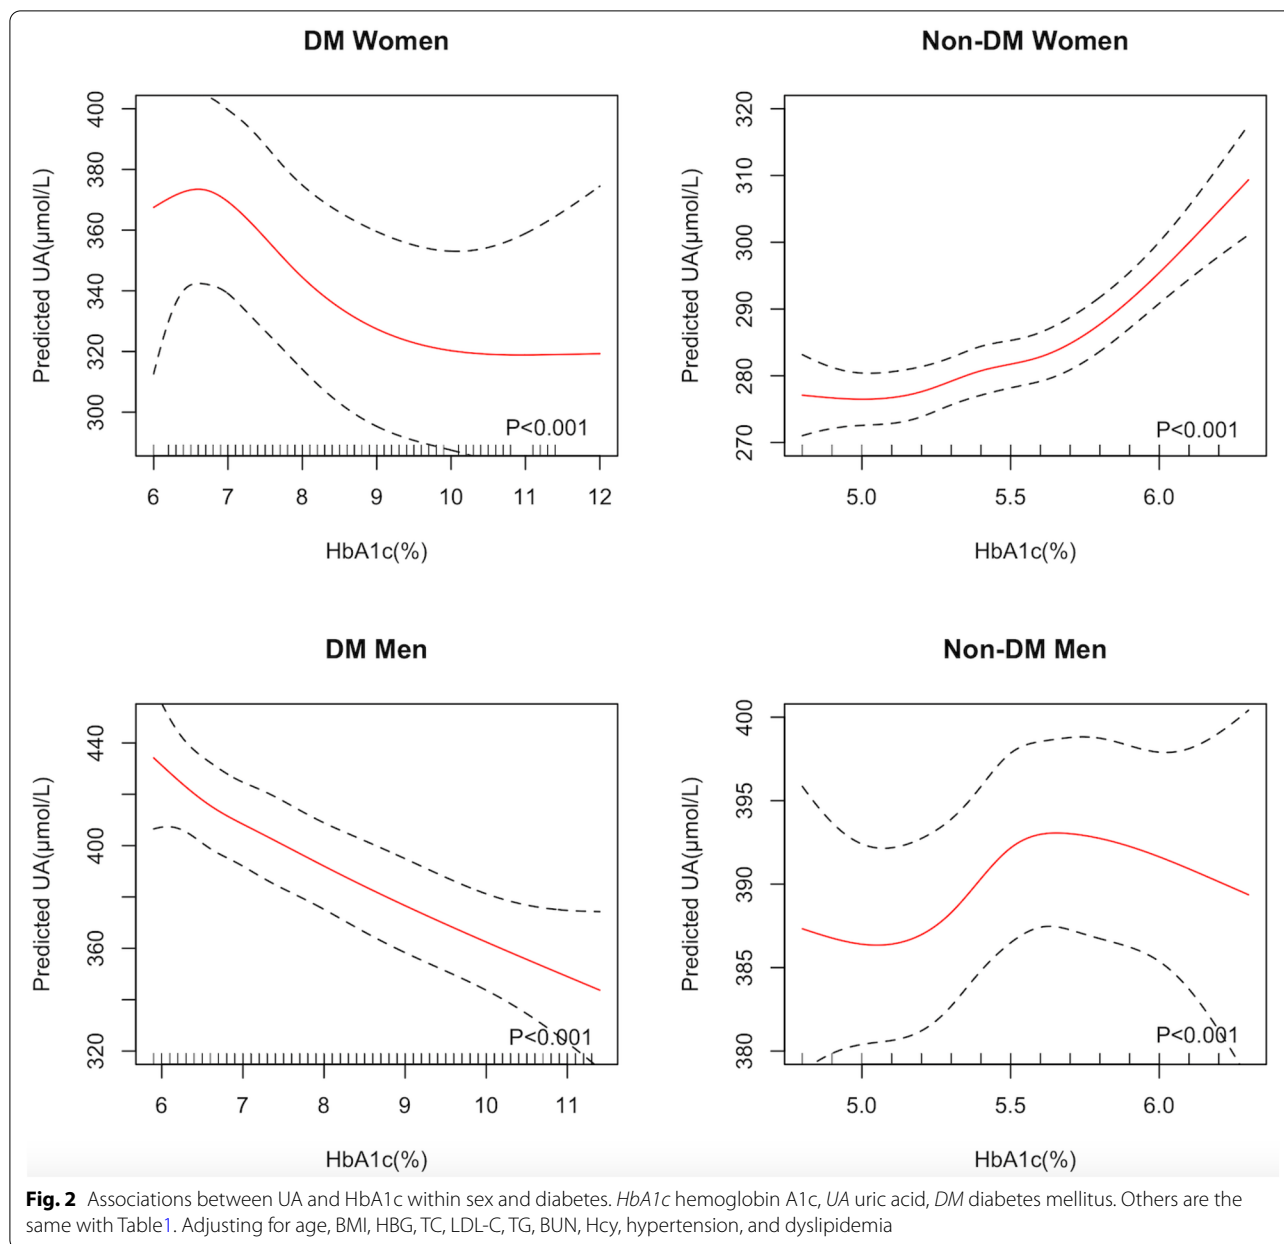 DM Women
Non-DM Women
Predicted UA(μmol/L)
400
380
360
340
320
300
P<0.001
6 7 8 9 10 11 12
HbA1c(%)
Predicted UA(μmol/L)
320
310
300
290
280
270
P<0.001
5.0 5.5 6.0
HbA1c(%)
DM Men
Non-DM Men
Predicted UA(μmol/L)
440
400
360
320
P<0.001
6 7 8 9 10 11
HbA1c(%)
Predicted UA(μmol/L)
400
395
390
385
380
P<0.001
5.0 5.5 6.0
HbA1c(%)
Fig. 2 Associations between UA and HbA1c within sex and diabetes. HbA1c hemoglobin A1c, UA uric acid, DM diabetes mellitus. Others are the
same with Table1. Adjusting for age, BMI, HBG, TC, LDL-C, TG, BUN, Hcy, hypertension, and dyslipidemia